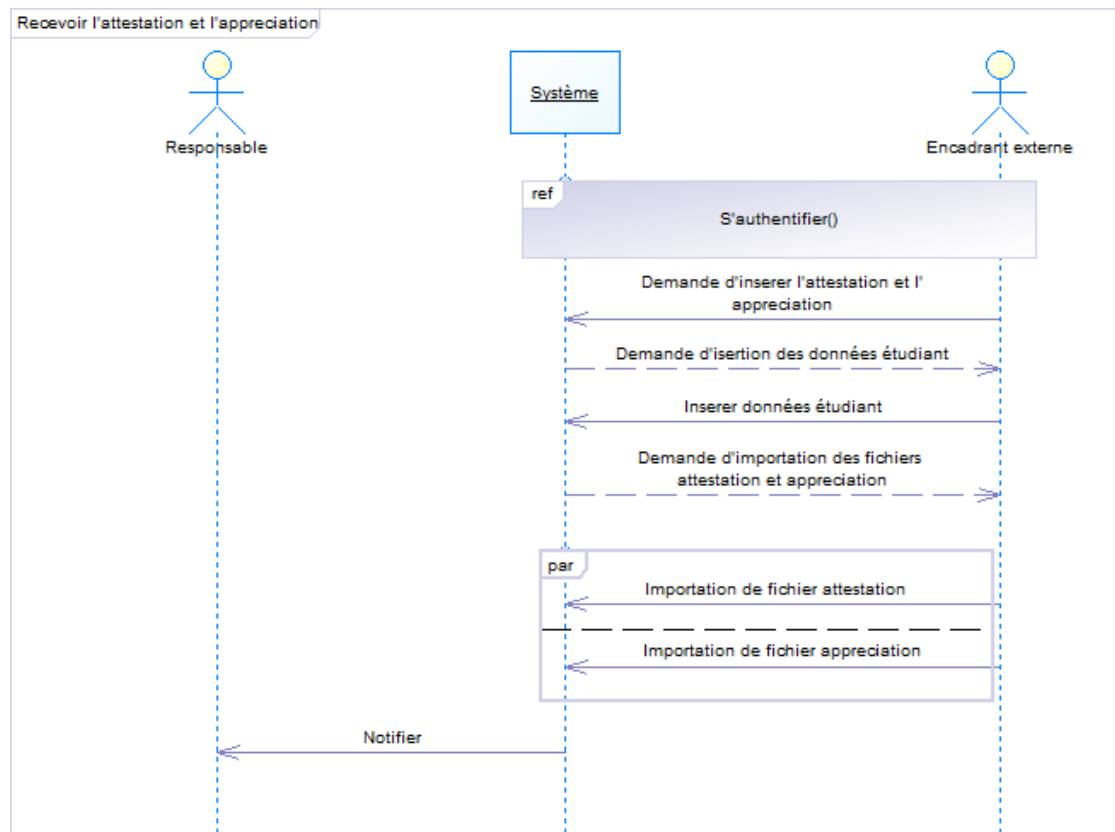 Recevoir l'attestation et l'appreciation
Système
Responsable
Encadrant externe
ref
S'authentifier()
Demande d'inserer l'attestation et l'
appreciation
Demande d'isertion des données étudiant
Inserer données étudiant
Demande d'importation des fichiers
attestation et appreciation
par
Importation de fichier attestation
Importation de fichier appreciation
Notifier